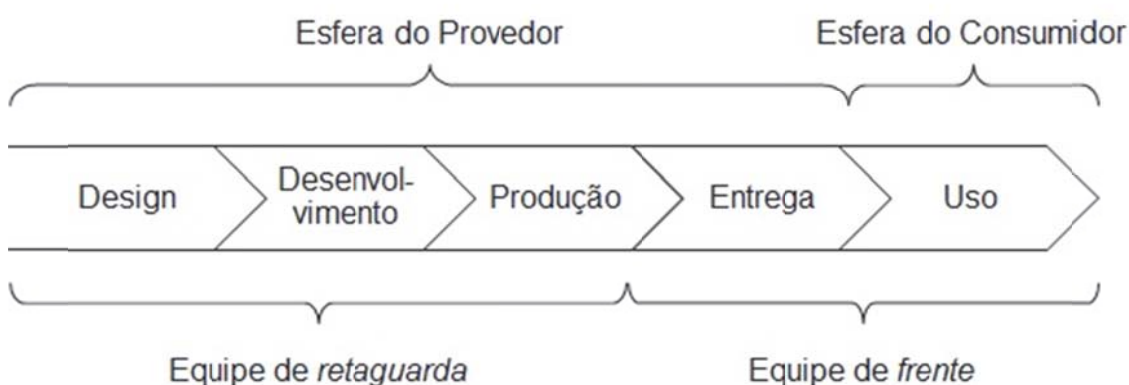 Esfera do Provedor
Esfera do Consumidor
Design
Desenvol-
vimento
Produção
Entrega
Uso
Equipe de retaguarda
Equipe de frente